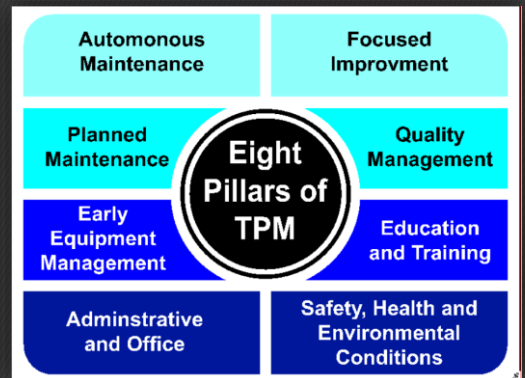 Automonous
Maintenance
Focused
Improvment
Planned
Maintenance
Eight
Pillars of
TPM
Quality
Management
Early
Equipment
Management
Education
and Training
Adminstrative
and Office
Safety, Health and
Environmental
Conditions